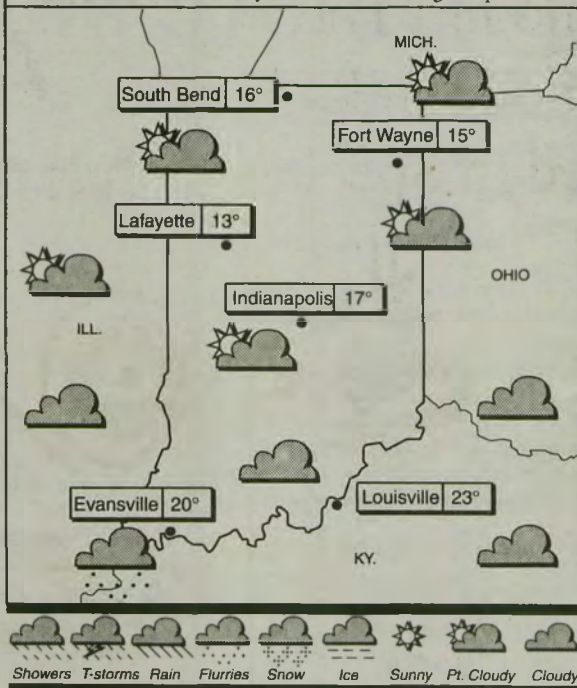 MICH.
South Bend 16°
Fort Wayne 15°
Lafayette 13°
OHIO
Indianapolis 17°
ILL.
Evansville 20°
Louisville 23°
KY.
Showers T-storms Rain Flurries Snow Ice Sunny Pt. Cloudy Cloudy